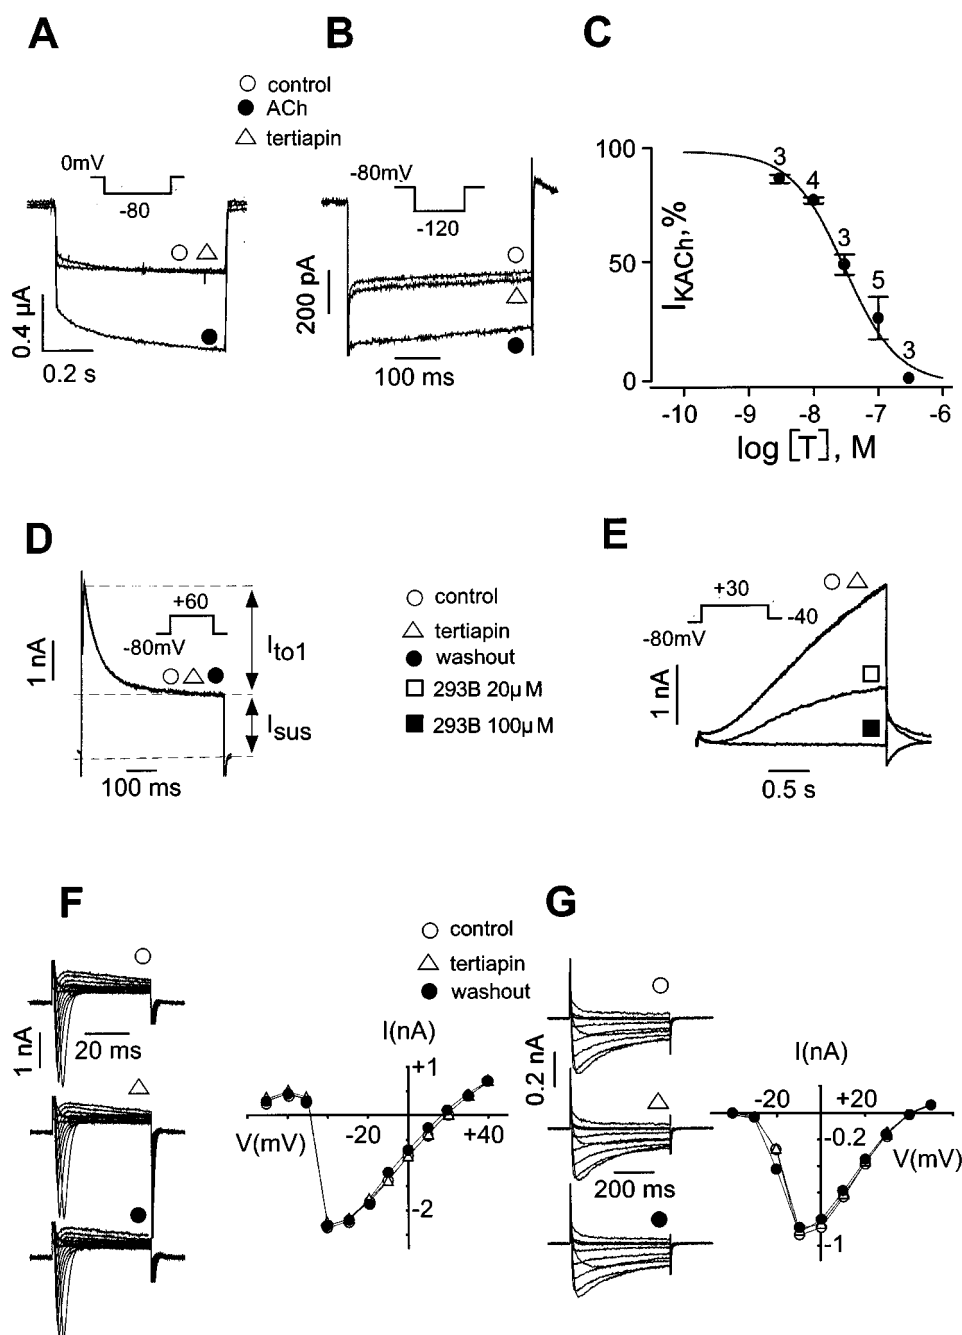 A
B
C
control
ACh
tertiapin
0mV
-80
0.4 µA
0.2 s
-80mV
-120
200 pA
100 ms
IKACh, %
100
50
0
3
4
3
5
3
-10
-9
-8
-7
-6
log [T], M
D
E
+60
-80mV
1 nA
Ito1
Isus
100 ms
control
tertiapin
washout
293B 20µM
293B 100µM
+30
-80mV
-40
1 nA
0.5 s
F
G
control
tertiapin
washout
1 nA
20 ms
I(nA)
+1
V(mV)
-20
+40
-2
0.2 nA
200 ms
I(nA)
-20
+20
-0.2
V(mV)
-1